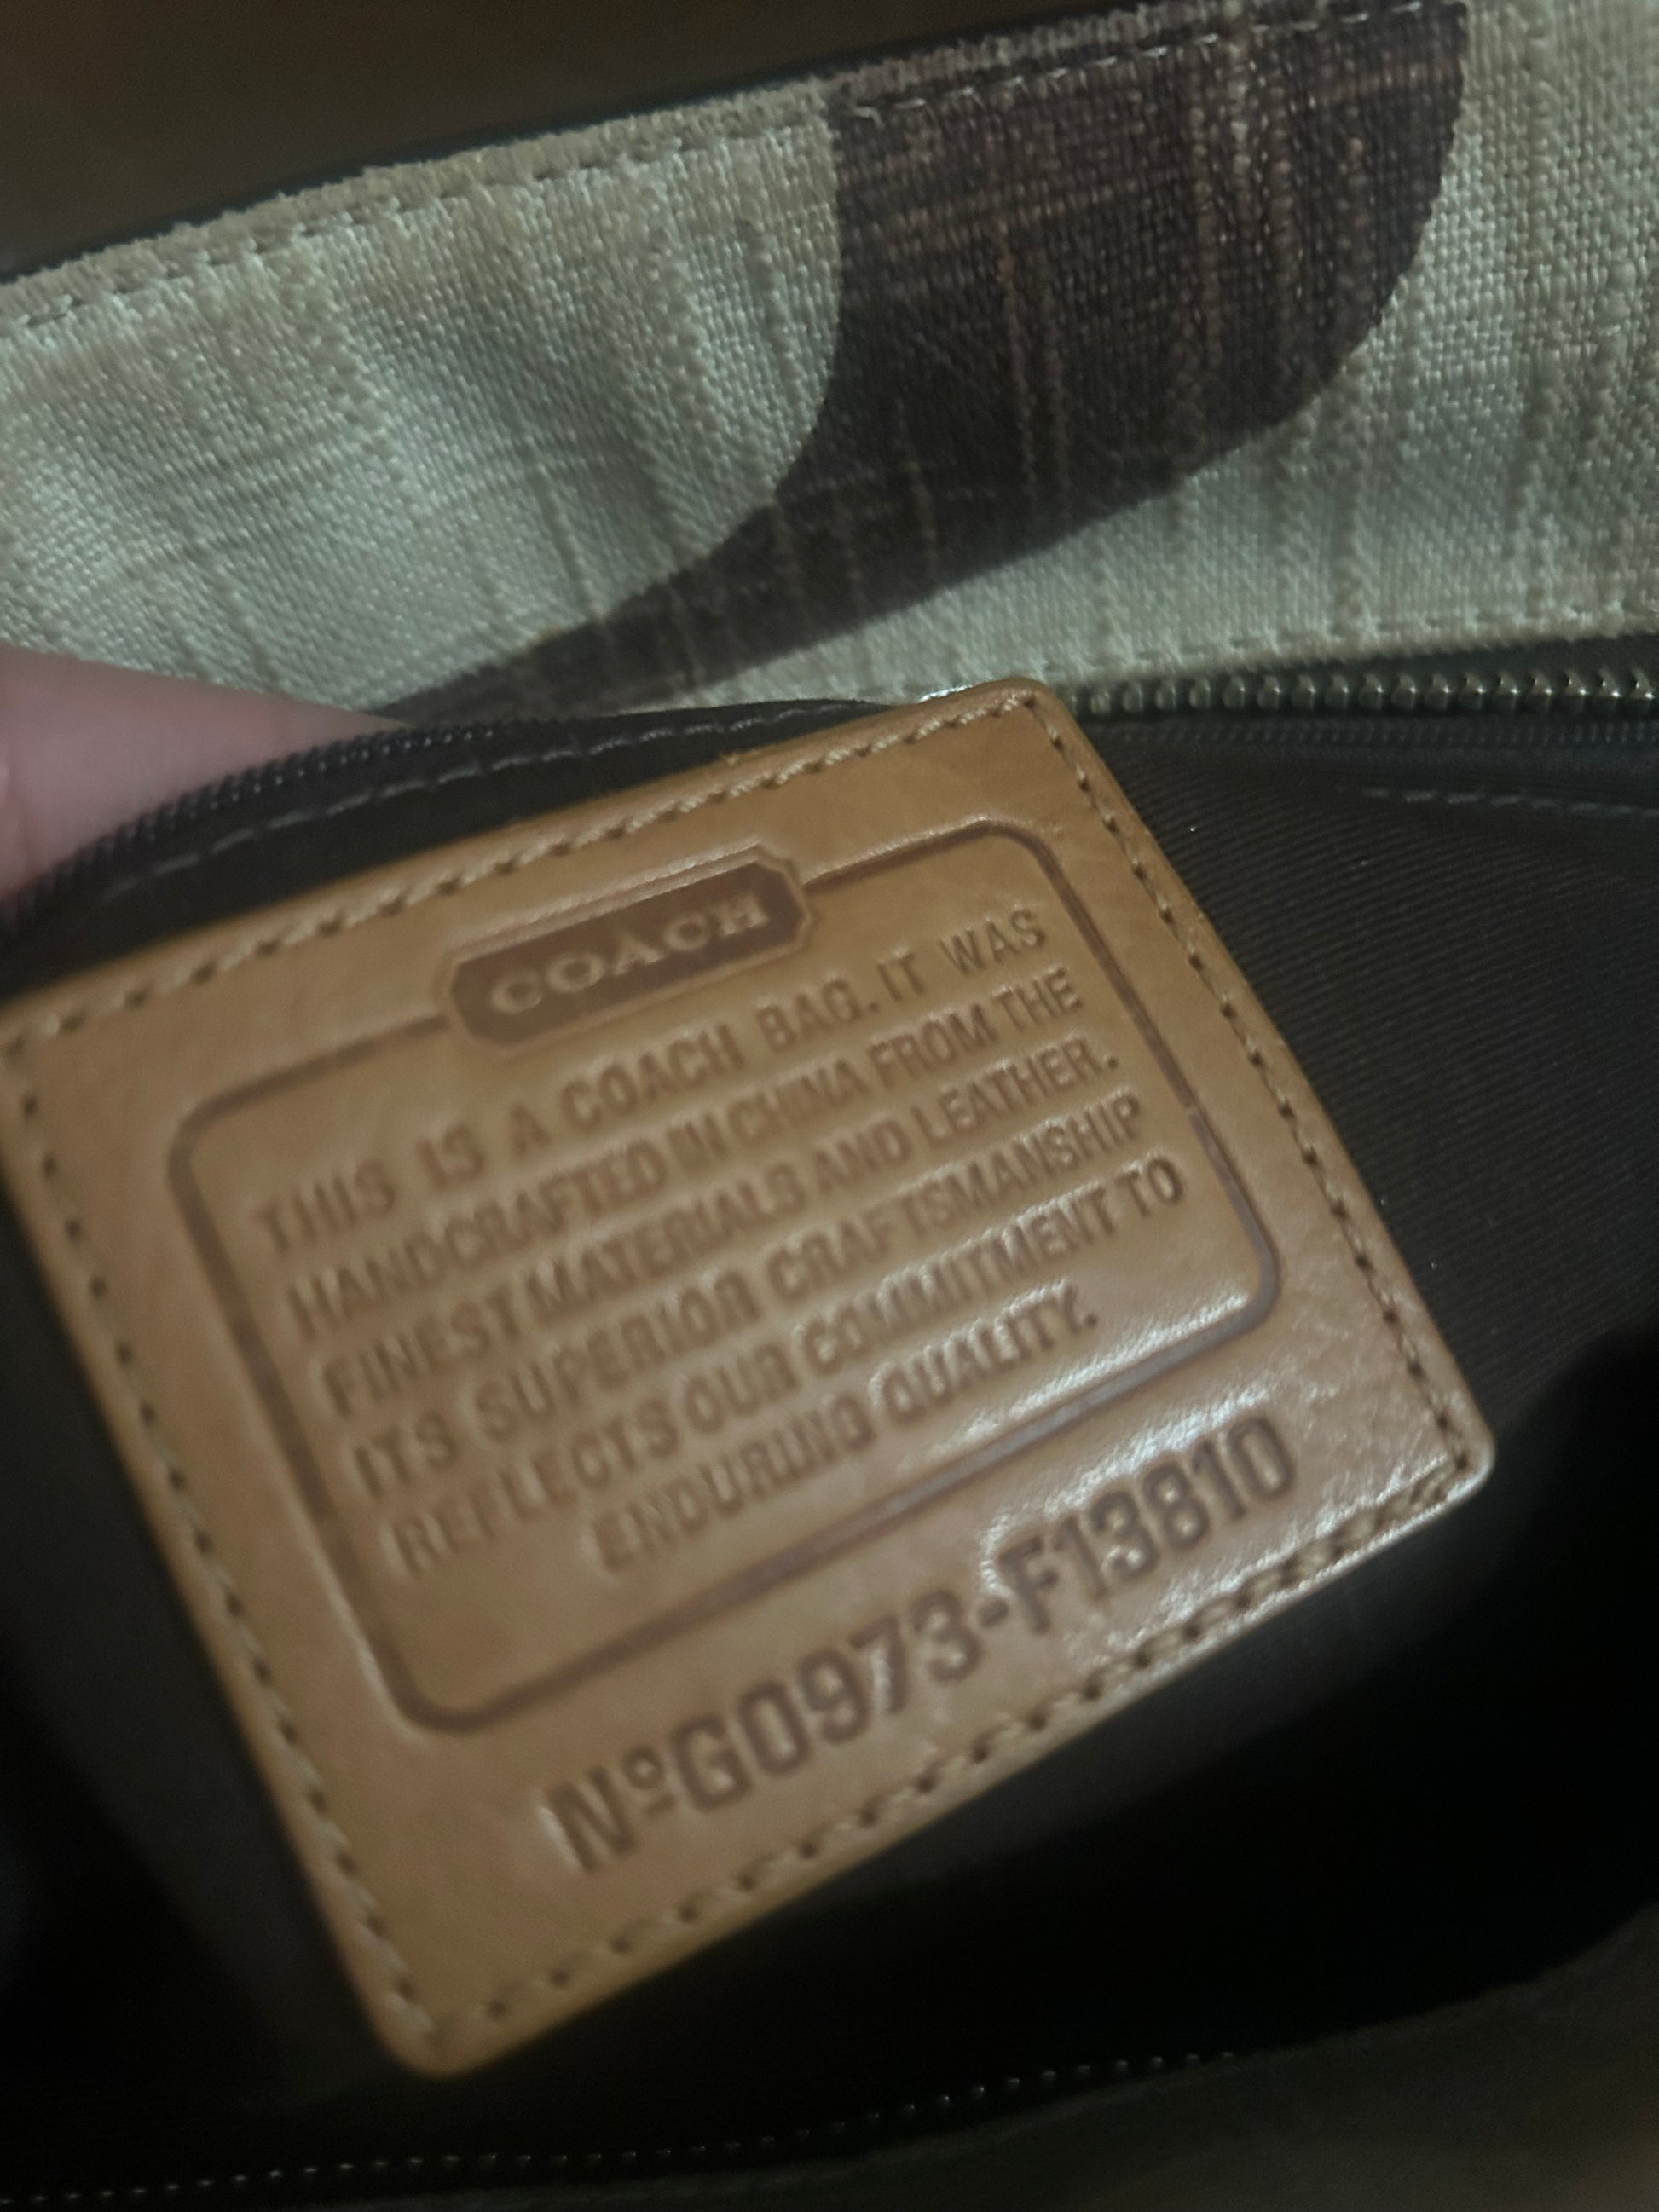 COACH
THIS IS A COACH BAG. IT WAS
HANDCRAFTED IN CHINA FROM THE
FINEST MATERIALS AND LEATHER.
ITS SUPERIOR CRAFTSMANSHIP
REFLECTS OUR COMMITMENT TO
ENDURING QUALITY.
Nº G0973-F13810